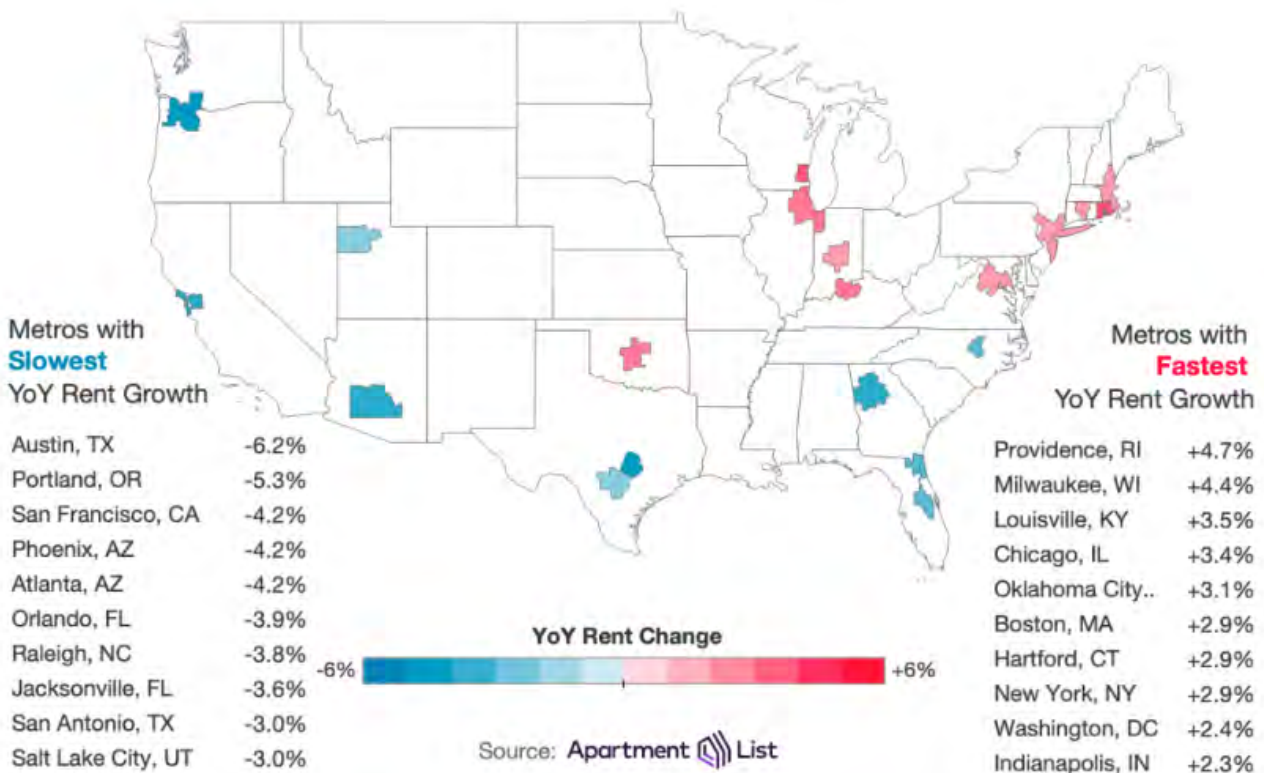 Metros with
Slowest
YoY Rent Growth
Austin, TX -6.2%
Portland, OR -5.3%
San Francisco, CA -4.2%
Phoenix, AZ -4.2%
Atlanta, AZ -4.2%
Orlando, FL -3.9%
Raleigh, NC -3.8%
Jacksonville, FL -3.6%
San Antonio, TX -3.0%
Salt Lake City, UT -3.0%
YoY Rent Change
-6% +6%
Source: Apartment List
Metros with
Fastest
YoY Rent Growth
Providence, RI +4.7%
Milwaukee, WI +4.4%
Louisville, KY +3.5%
Chicago, IL +3.4%
Oklahoma City.. +3.1%
Boston, MA +2.9%
Hartford, CT +2.9%
New York, NY +2.9%
Washington, DC +2.4%
Indianapolis, IN +2.3%